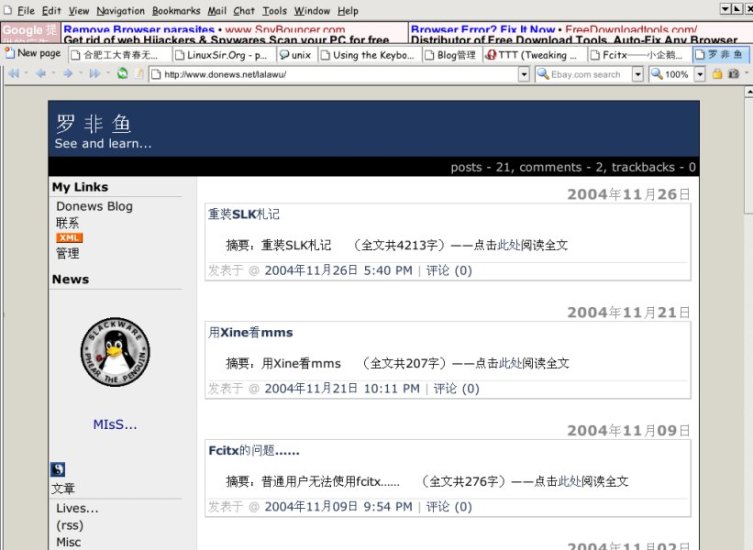 File Edit View Navigation Bookmarks Mail Chat Tools Window Help
Google 提
Remove Browser parasites • www.SpyBouncer.com
Get rid of web Hijackers & Spywares Scan your PC for free
Browser Error? Fix It Now • FreeDownloadtools.com/
Distributor of Free Download Tools. Auto-Fix Any Browser
New page 合肥工大青春无... LinuxSir.Org - p... unix Using the Keybo... Blog管理 TTT (Tweaking ... Fcitx——小企鹅... 罗 非 鱼
http://www.donews.net/lalawu/ Ebay.com search 100%
罗 非 鱼
See and learn...
posts - 21, comments - 2, trackbacks - 0
My Links
Donews Blog
联系
XML
管理
News
SLACKWARE
PHEAR THE PENGUIN
MIsS...
文章
Lives...
(rss)
Misc
2004年11月26日
重装SLK札记
摘要：重装SLK札记 （全文共4213字）——点击此处阅读全文
发表于 @ 2004年11月26日 5:40 PM | 评论 (0)
2004年11月21日
用Xine看mms
摘要：用Xine看mms （全文共207字）——点击此处阅读全文
发表于 @ 2004年11月21日 10:11 PM | 评论 (0)
2004年11月09日
Fcitx的问题......
摘要：普通用户无法使用fcitx...... （全文共276字）——点击此处阅读全文
发表于 @ 2004年11月09日 9:54 PM | 评论 (0)
2004年11月02日